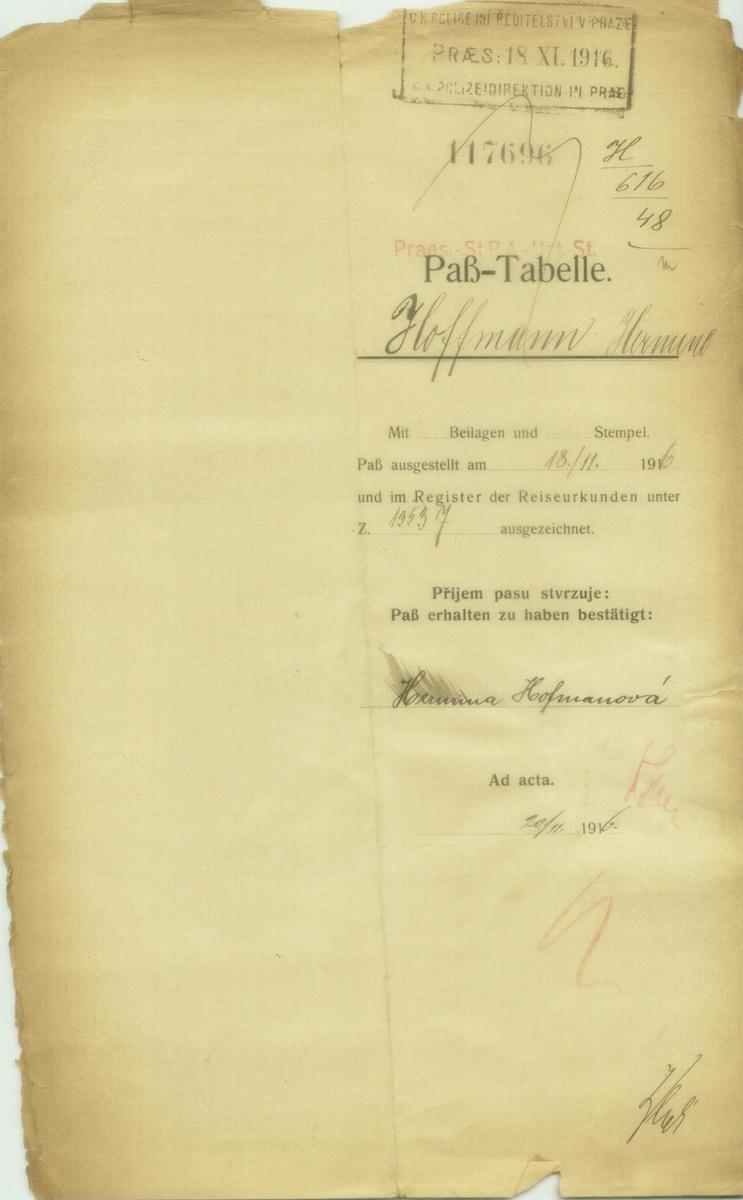 C.K. POLICEJNÍ ŘEDITELSTVÍ V PRAZE
PRÆS: 18. XI. 1916.
K.K. POLIZEIDIREKTION IN PRAG
117696
H
616
48
Paß-Tabelle.
Hoffmann Hermine
Mit Beilagen und Stempel.
Paß ausgestellt am 18./11. 1916
und im Register der Reiseurkunden unter
Z. 13537 ausgezeichnet.
Příjem pasu stvrzuje:
Paß erhalten zu haben bestätigt:
Hermina Hofmanová
Ad acta.
20/11. 1916.